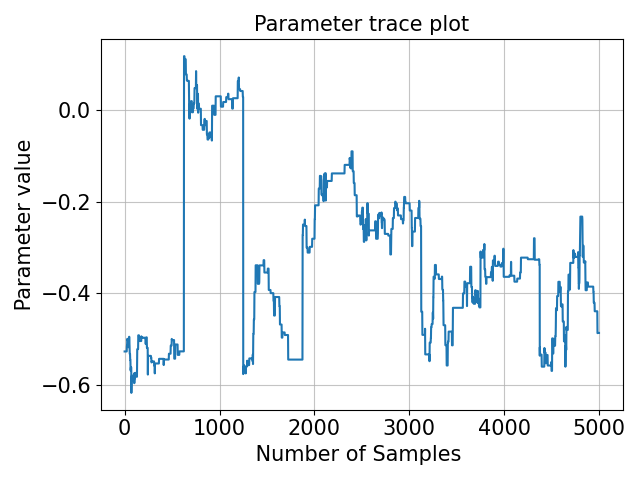 Parameter trace plot
Parameter value
0.0
−0.2
−0.4
−0.6
0 1000 2000 3000 4000 5000
Number of Samples